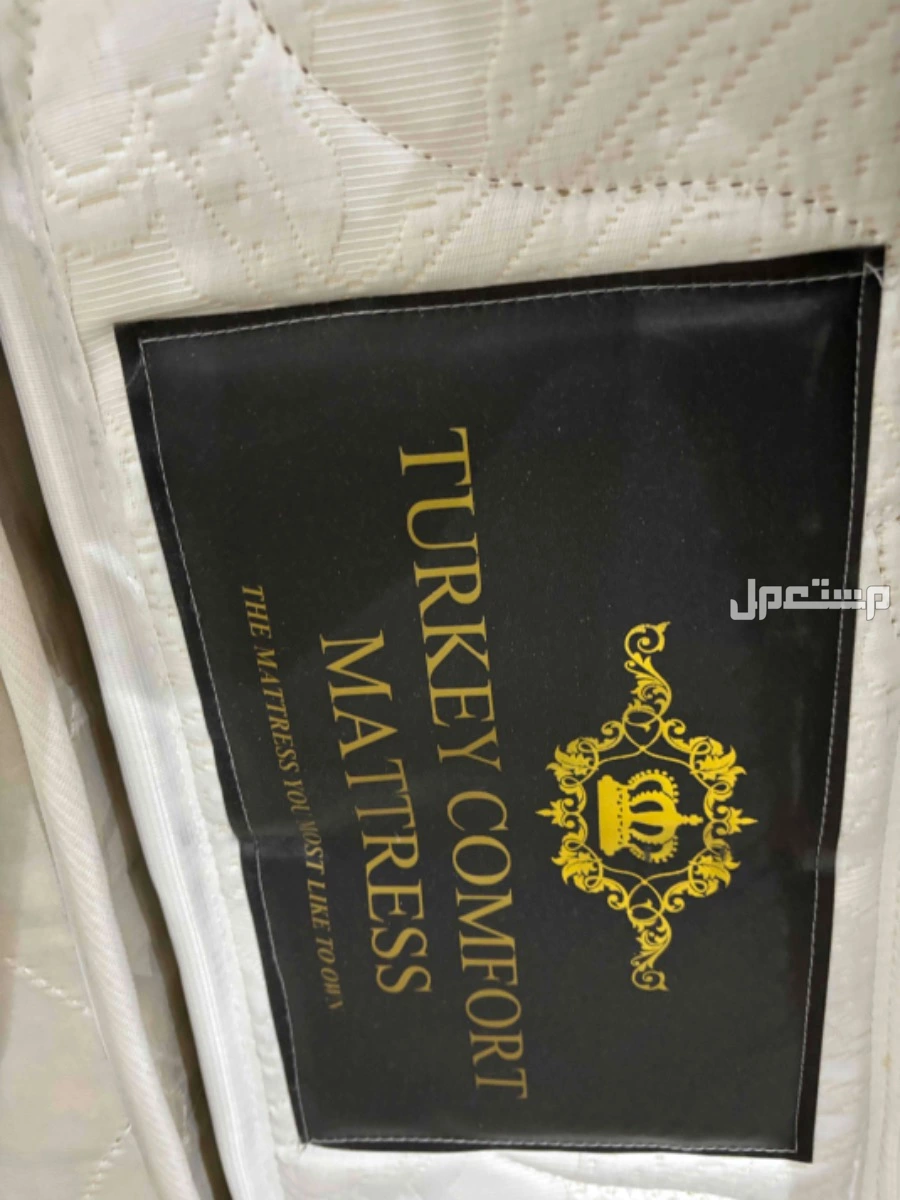 TURKEY COMFORT
MATTRESS
THE MATTRESS YOU MOST LIKE TO OWN
مستعمل